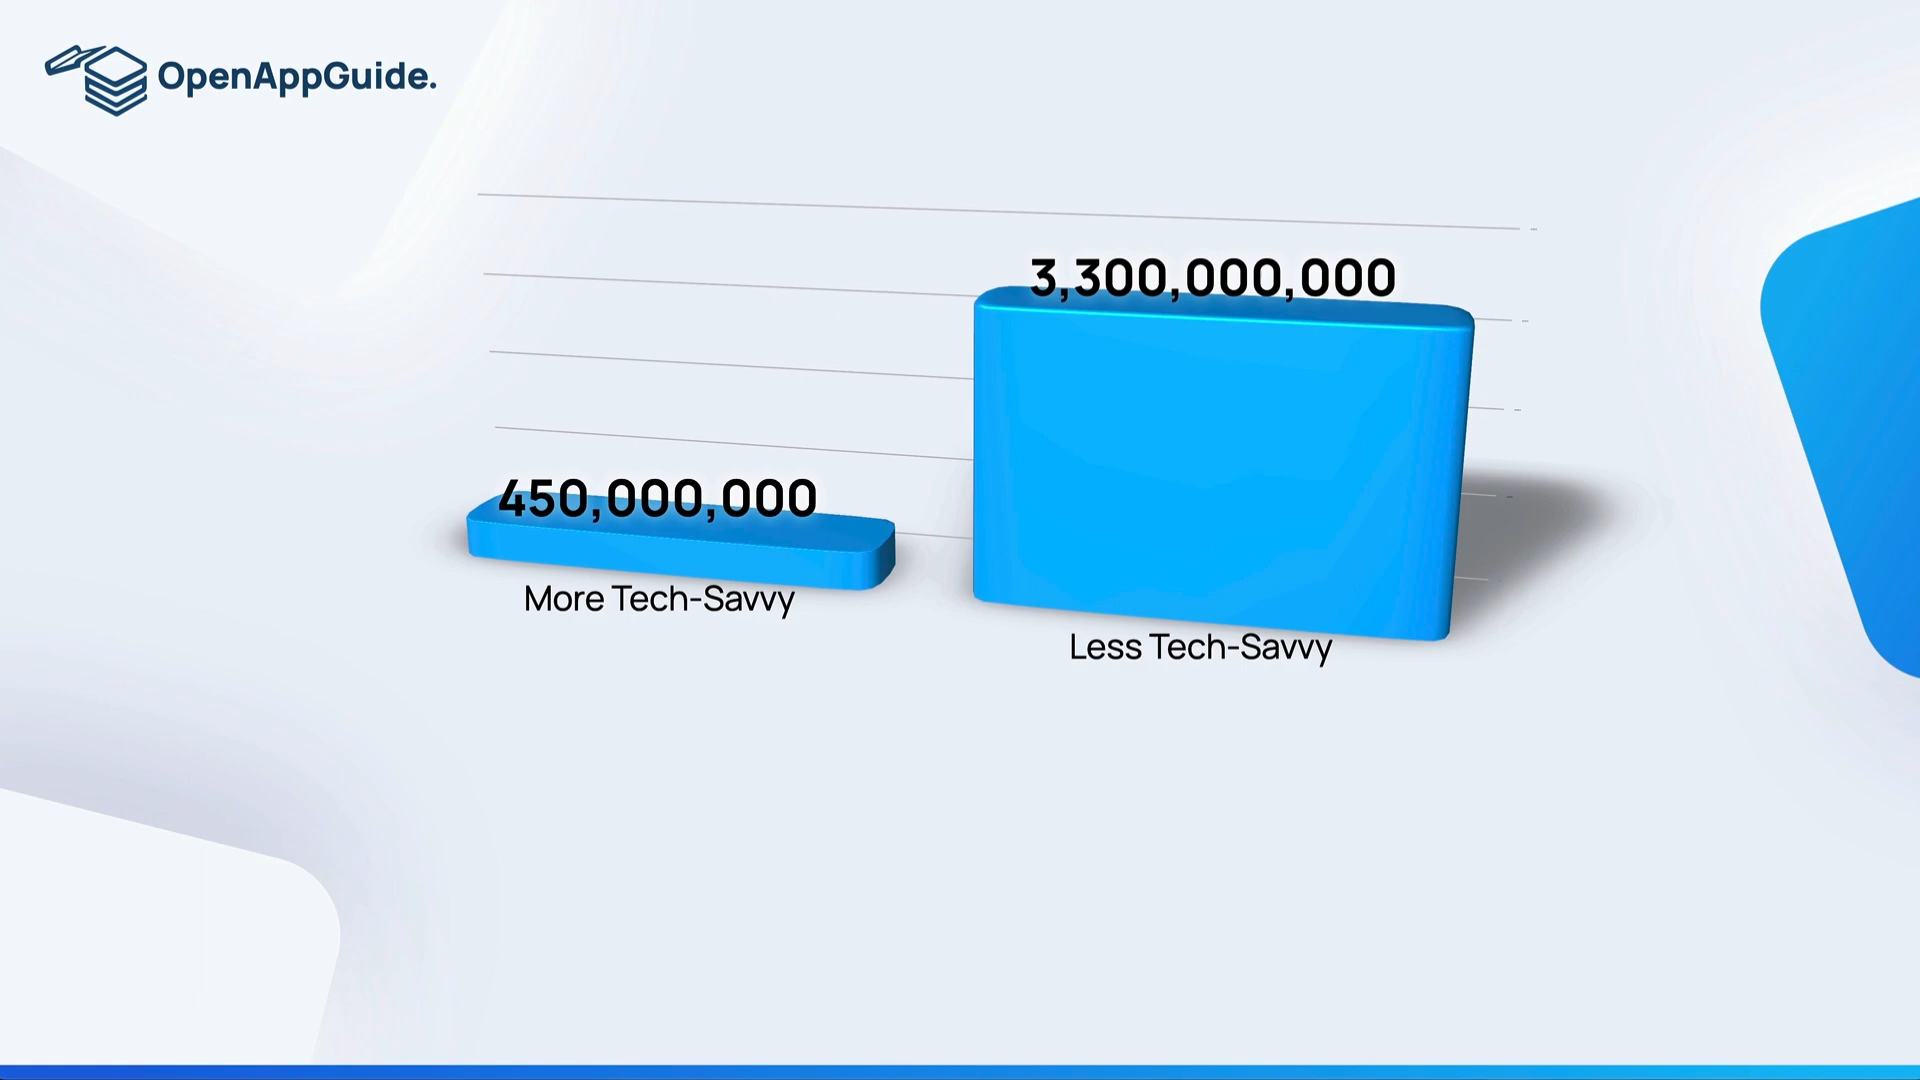 OpenAppGuide.
3,300,000,000
450,000,000
More Tech-Savvy
Less Tech-Savvy